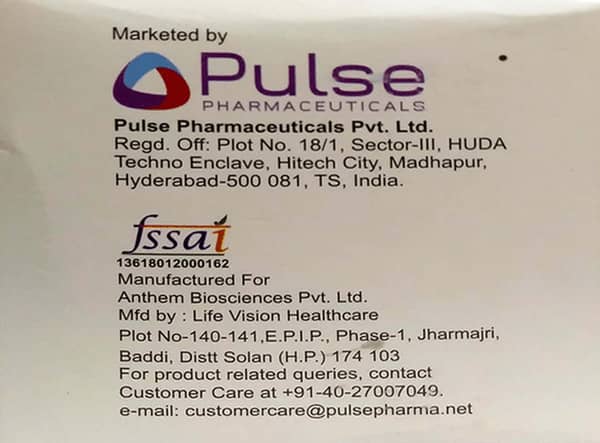 Marketed by
Pulse
PHARMACEUTICALS
Pulse Pharmaceuticals Pvt. Ltd.
Regd. Off: Plot No. 18/1, Sector-III, HUDA
Techno Enclave, Hitech City, Madhapur,
Hyderabad-500 081, TS, India.
fssai
13618012000162
Manufactured For
Anthem Biosciences Pvt. Ltd.
Mfd by : Life Vision Healthcare
Plot No-140-141,E.P.I.P., Phase-1, Jharmajri,
Baddi, Distt Solan (H.P.) 174 103
For product related queries, contact
Customer Care at +91-40-27007049.
e-mail: customercare@pulsepharma.net